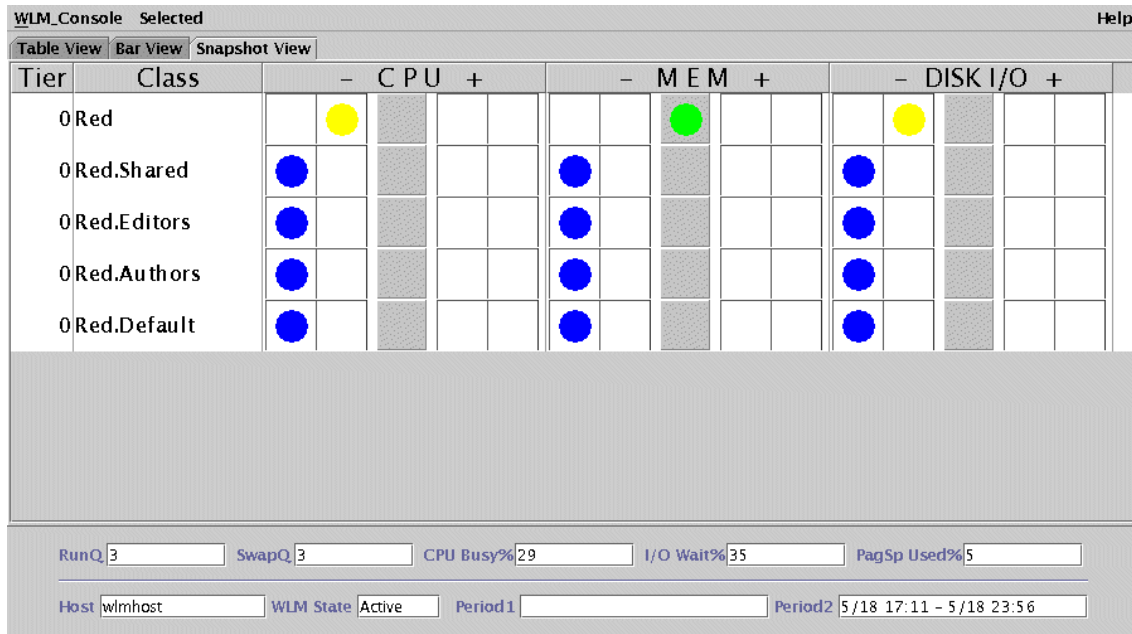 WLM_Console Selected Help
Table View Bar View Snapshot View
Tier Class - CPU + - MEM + - DISK I/O +
0 Red
0 Red.Shared
0 Red.Editors
0 Red.Authors
0 Red.Default
RunQ 3 SwapQ 3 CPU Busy% 29 I/O Wait% 35 PagSp Used% 5
Host wlmhost WLM State Active Period1 Period2 5/18 17:11 - 5/18 23:56